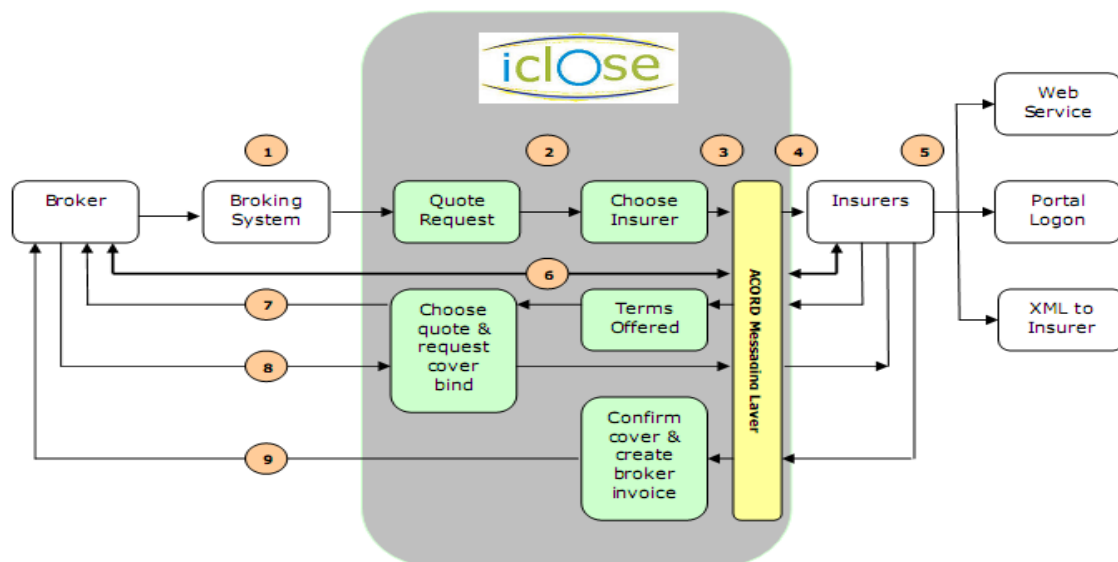 iclose
1
2
3
4
5
Broker
Broking
System
Quote
Request
Choose
Insurer
Insurers
Web
Service
Portal
Logon
XML to
Insurer
ACORD Messaging Layer
6
7
Choose
quote &
request
cover
bind
Terms
Offered
8
Confirm
cover &
create
broker
invoice
9